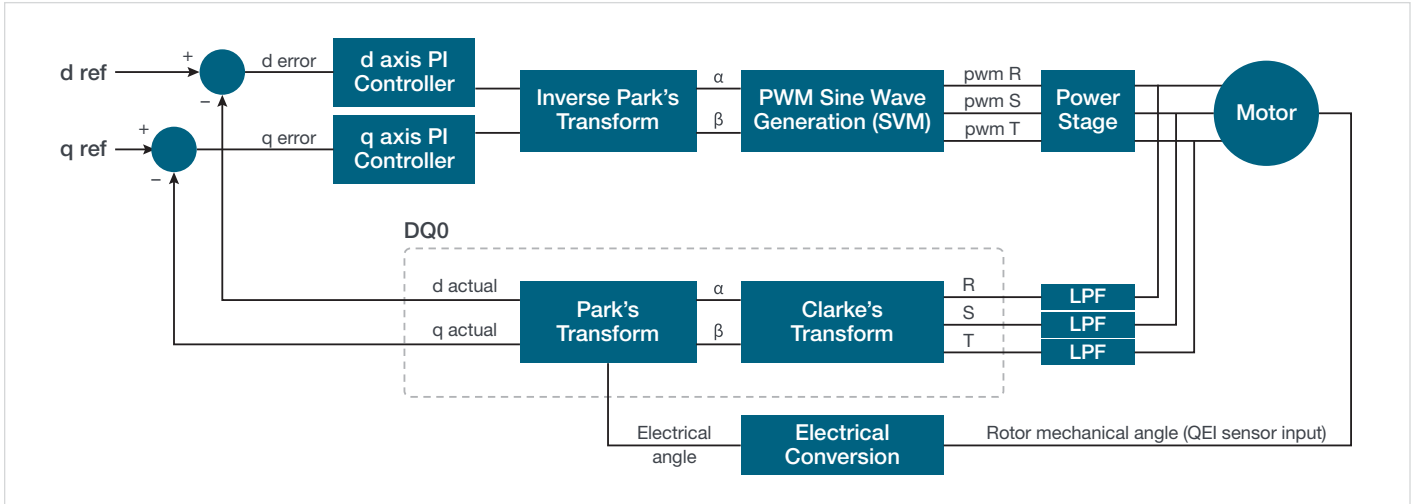 +
d ref
d error
−
d axis PI
Controller
+
q ref
q error
−
q axis PI
Controller
Inverse Park's
Transform
α
β
PWM Sine Wave
Generation (SVM)
pwm R
pwm S
pwm T
Power
Stage
Motor
DQ0
d actual
q actual
Park's
Transform
α
β
Clarke's
Transform
R
S
T
LPF
LPF
LPF
Electrical
angle
Electrical
Conversion
Rotor mechanical angle (QEI sensor input)